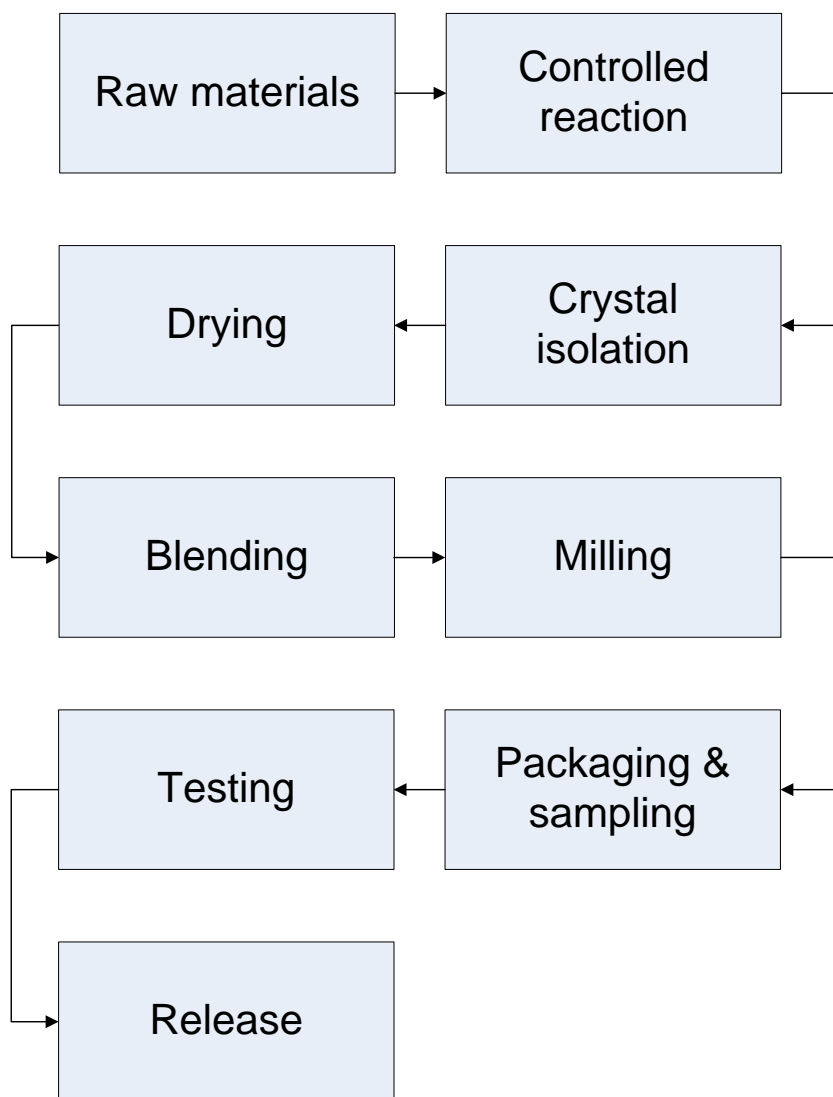 Raw materials
Controlled
reaction
Drying
Crystal
isolation
Blending
Milling
Testing
Packaging &
sampling
Release